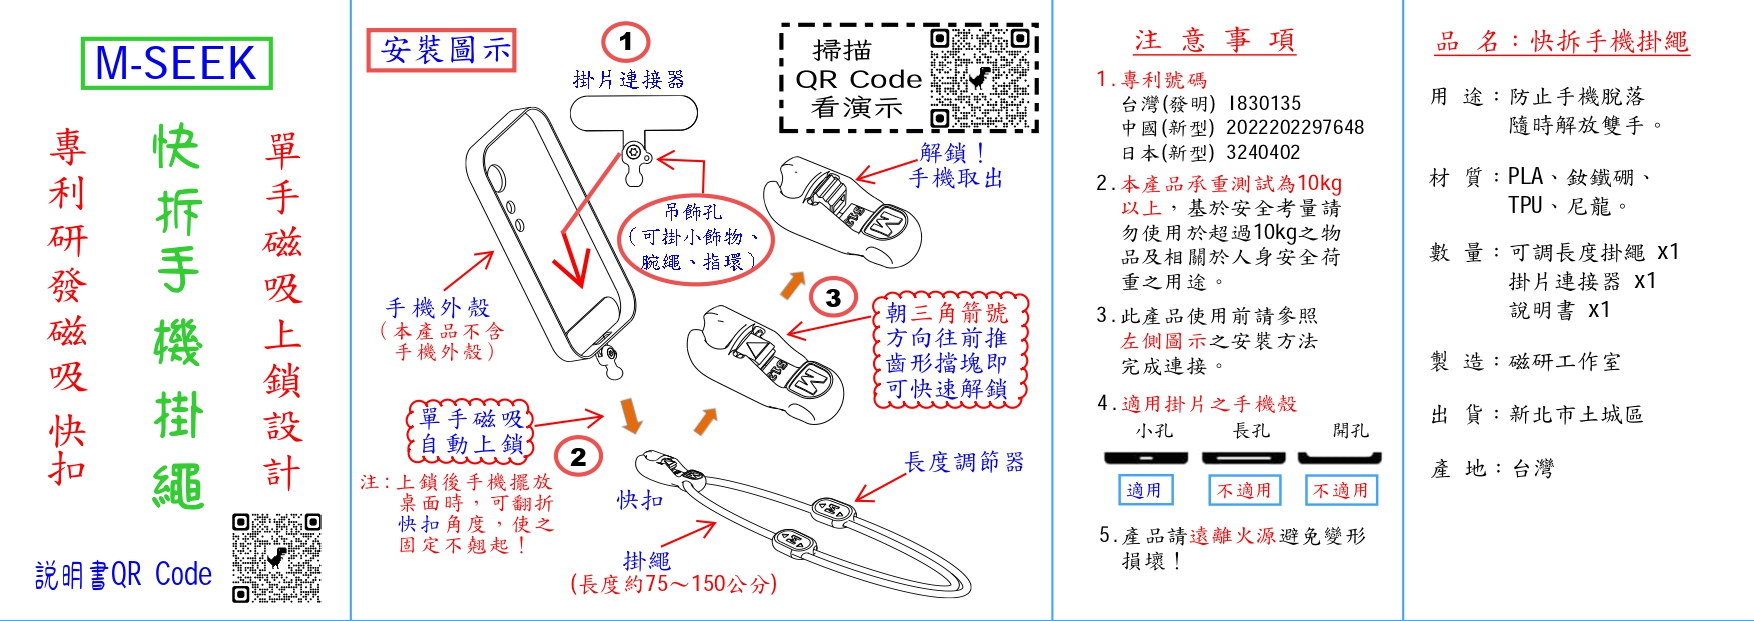 M-SEEK
單手磁吸上鎖設計
快拆手機掛繩
專利研發磁吸快扣
說明書QR Code
安裝圖示
1
掛片連接器
掃描
QR Code
看演示
解鎖！
手機取出
吊飾孔
（可掛小飾物、
腕繩、指環）
手機外殼
（本產品不含
手機外殼）
3
朝三角箭號
方向往前推
齒形擋塊即
可快速解鎖
單手磁吸
自動上鎖
2
注：上鎖後手機擺放
桌面時，可翻折
快扣角度，使之
固定不翹起！
快扣
長度調節器
掛繩
(長度約75～150公分)
注意事項
1.專利號碼
台灣(發明) I830135
中國(新型) 2022202297648
日本(新型) 3240402
2.本產品承重測試為10kg
以上，基於安全考量請
勿使用於超過10kg之物
品及相關於人身安全荷
重之用途。
3.此產品使用前請參照
左側圖示之安裝方法
完成連接。
4.適用掛片之手機殼
小孔 長孔 開孔
適用 不適用 不適用
5.產品請遠離火源避免變形
損壞！
品名：快拆手機掛繩
用途：防止手機脫落
隨時解放雙手。
材質：PLA、釹鐵硼、
TPU、尼龍。
數量：可調長度掛繩 x1
掛片連接器 x1
說明書 x1
製造：磁研工作室
出貨：新北市土城區
產地：台灣